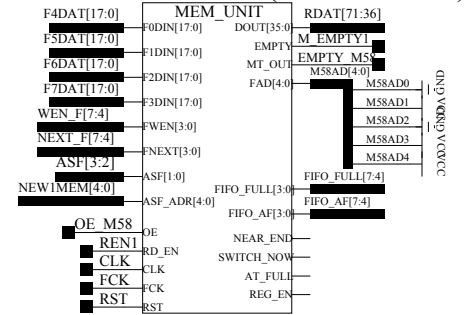 MEM_UNIT
F4DAT[17:0]
F0DIN[17:0]
F5DAT[17:0]
F1DIN[17:0]
F6DAT[17:0]
F2DIN[17:0]
F7DAT[17:0]
F3DIN[17:0]
WEN_F[7:4]
FWEN[3:0]
NEXT_F[7:4]
FNEXT[3:0]
ASF[3:2]
ASF[1:0]
NEW1MEM[4:0]
ASF_ADR[4:0]
OE_M58
OE
REN1
RD_EN
CLK
CLK
FCK
FCK
RST
RST
RDAT[71:36]
DOUT[35:0]
M_EMPTY1
EMPTY
EMPTY_M58
MT_OUT
M58AD[4:0]
FAD[4:0]
M58AD0
M58AD1
M58AD2
M58AD3
M58AD4
FIFO_FULL[7:4]
FIFO_FULL[3:0]
FIFO_AF[7:4]
FIFO_AF[3:0]
NEAR_END
SWITCH_NOW
AT_FULL
REG_EN